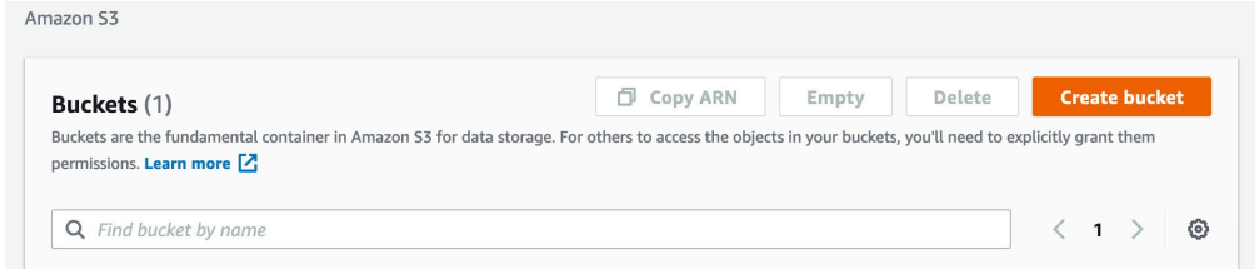 Amazon S3
Buckets (1)
Copy ARN
Empty
Delete
Create bucket
Buckets are the fundamental container in Amazon S3 for data storage. For others to access the objects in your buckets, you'll need to explicitly grant them
permissions. Learn more
Find bucket by name
1